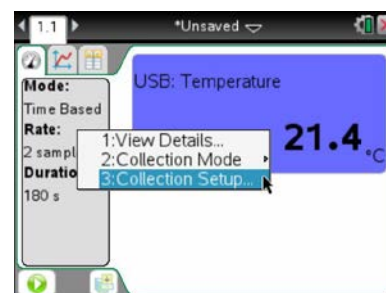 1.1
*Unsaved
USB: Temperature
Mode:
Time Based
Rate:
2 sampl
Duratio
180 s
1:View Details...
2:Collection Mode
3:Collection Setup...
21.4 °C